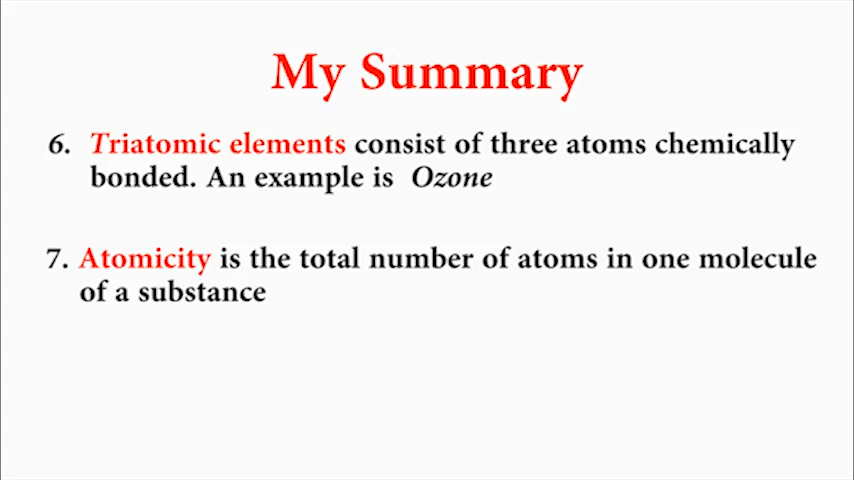 My Summary
6. Triatomic elements consist of three atoms chemically
bonded. An example is Ozone
7. Atomicity is the total number of atoms in one molecule
of a substance